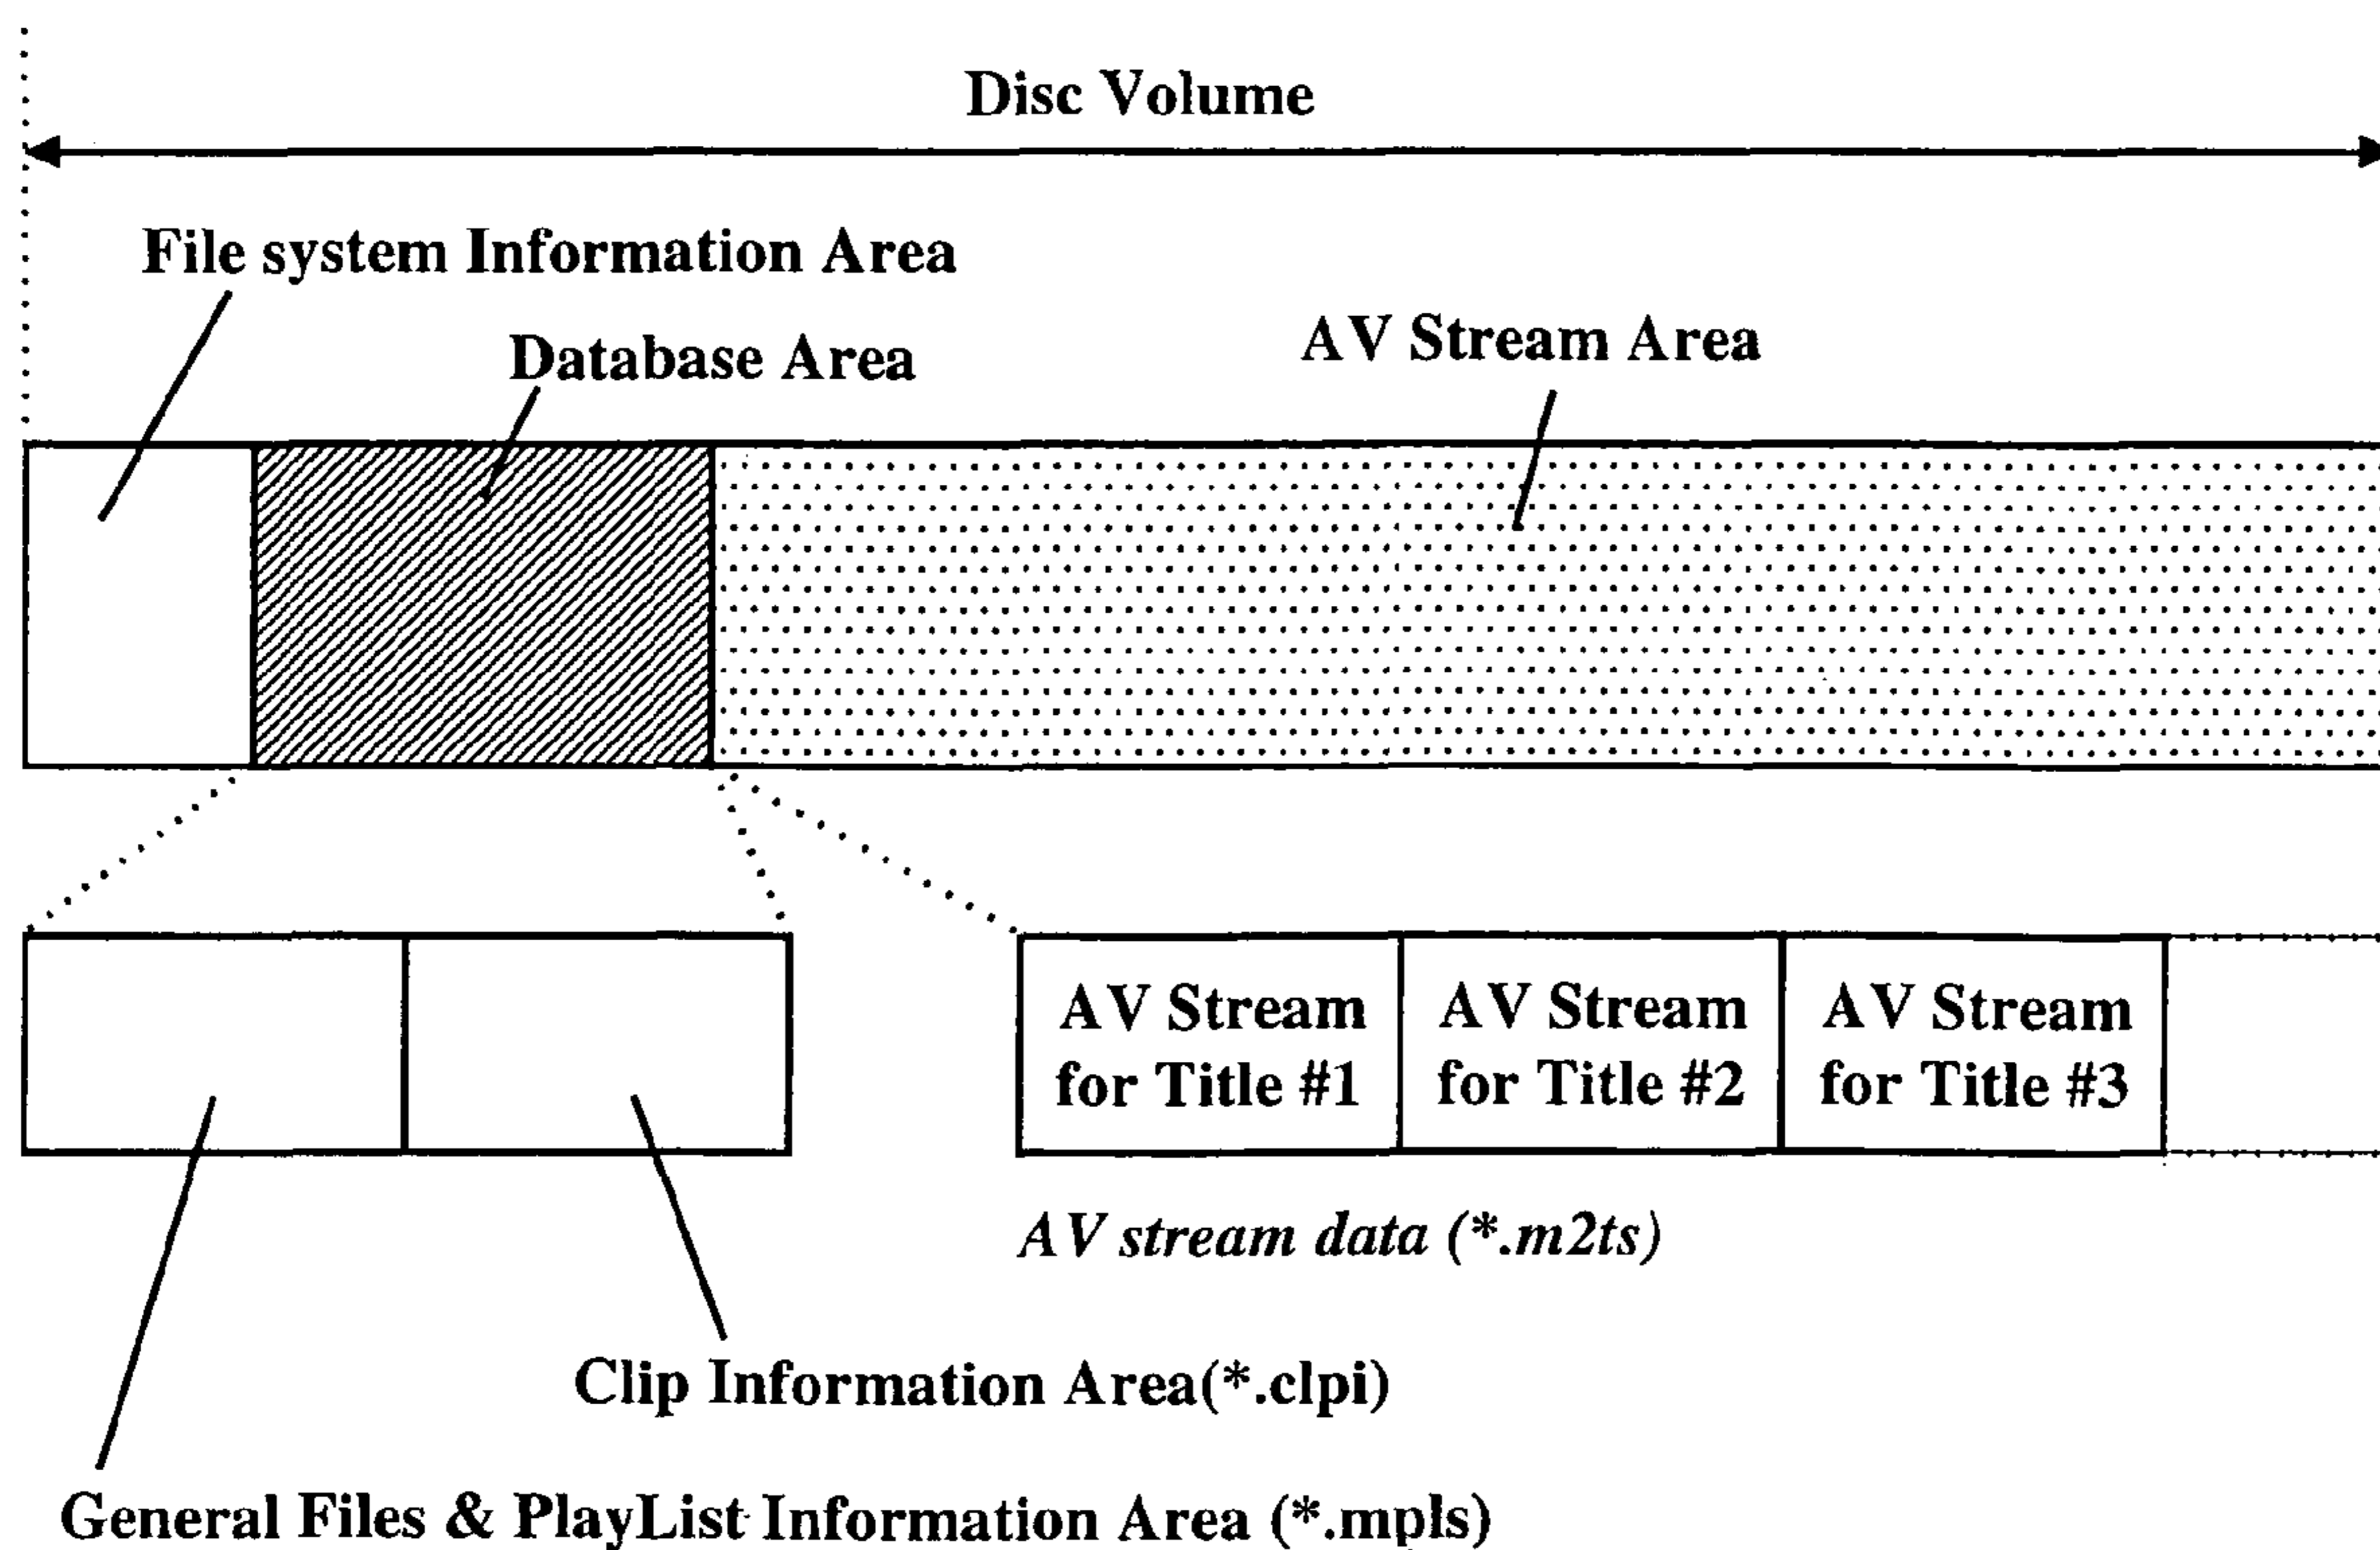 Disc Volume
File system Information Area
Database Area
AV Stream Area
AV Stream
for Title #1
AV Stream
for Title #2
AV Stream
for Title #3
AV stream data (*.m2ts)
Clip Information Area(*.clpi)
General Files & PlayList Information Area (*.mpls)